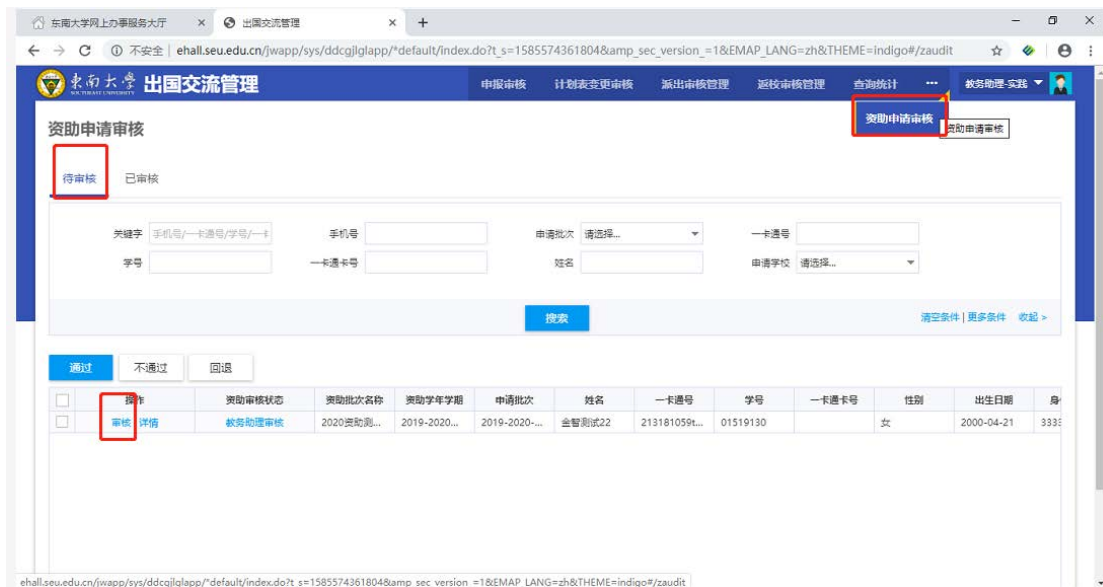 东南大学网上办事服务大厅 × 出国交流管理 × +
不安全 | ehall.seu.edu.cn/jwapp/sys/ddcgjlglapp/*default/index.do?t_s=1585574361804&amp_sec_version_=1&EMAP_LANG=zh&THEME=indigo#/zaudit
东南大学 出国交流管理 申报审核 计划表变更审核 派出审核管理 返校审核管理 查询统计 ··· 教务助理-实践
资助申请审核
资助申请审核
资助申请审核
待审核 已审核
关键字 手机号/一卡通号/学号/一卡 手机号 申请批次 请选择... 一卡通号
学号 一卡通卡号 姓名 申请学校 请选择...
搜索 清空条件 | 更多条件 收起 >
通过 不通过 回退
操作 资助审核状态 资助批次名称 资助学年学期 申请批次 姓名 一卡通号 学号 一卡通卡号 性别 出生日期 身
审核 详情 教务助理审核 2020资助测... 2019-2020... 2019-2020-... 金智测试22 213181059t... 01519130 女 2000-04-21 3333
ehall.seu.edu.cn/jwapp/sys/ddcgjlglapp/*default/index.do?t_s=1585574361804&amp_sec_version_=1&EMAP_LANG=zh&THEME=indigo#/zaudit